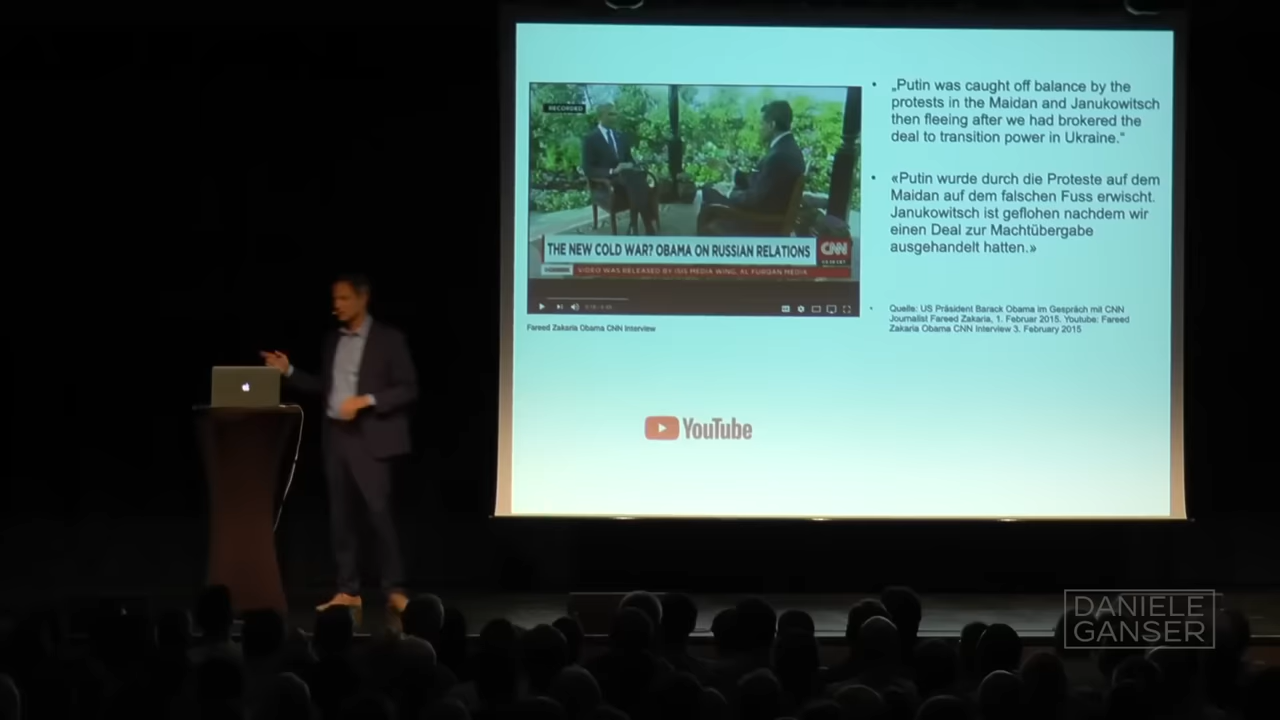 RECORDED
THE NEW COLD WAR? OBAMA ON RUSSIAN RELATIONS
CNN
VIDEO WAS RELEASED BY ISIS MEDIA WING, AL FURQAN MEDIA
Fareed Zakaria Obama CNN Interview
• „Putin was caught off balance by the
protests in the Maidan and Janukowitsch
then fleeing after we had brokered the
deal to transition power in Ukraine.“
• «Putin wurde durch die Proteste auf dem
Maidan auf dem falschen Fuss erwischt.
Janukowitsch ist geflohen nachdem wir
einen Deal zur Machtübergabe
ausgehandelt hatten.»
• Quelle: US Präsident Barack Obama im Gespräch mit CNN
Journalist Fareed Zakaria, 1. Februar 2015. Youtube: Fareed
Zakaria Obama CNN Interview 3. February 2015
YouTube
DANIELE
GANSER